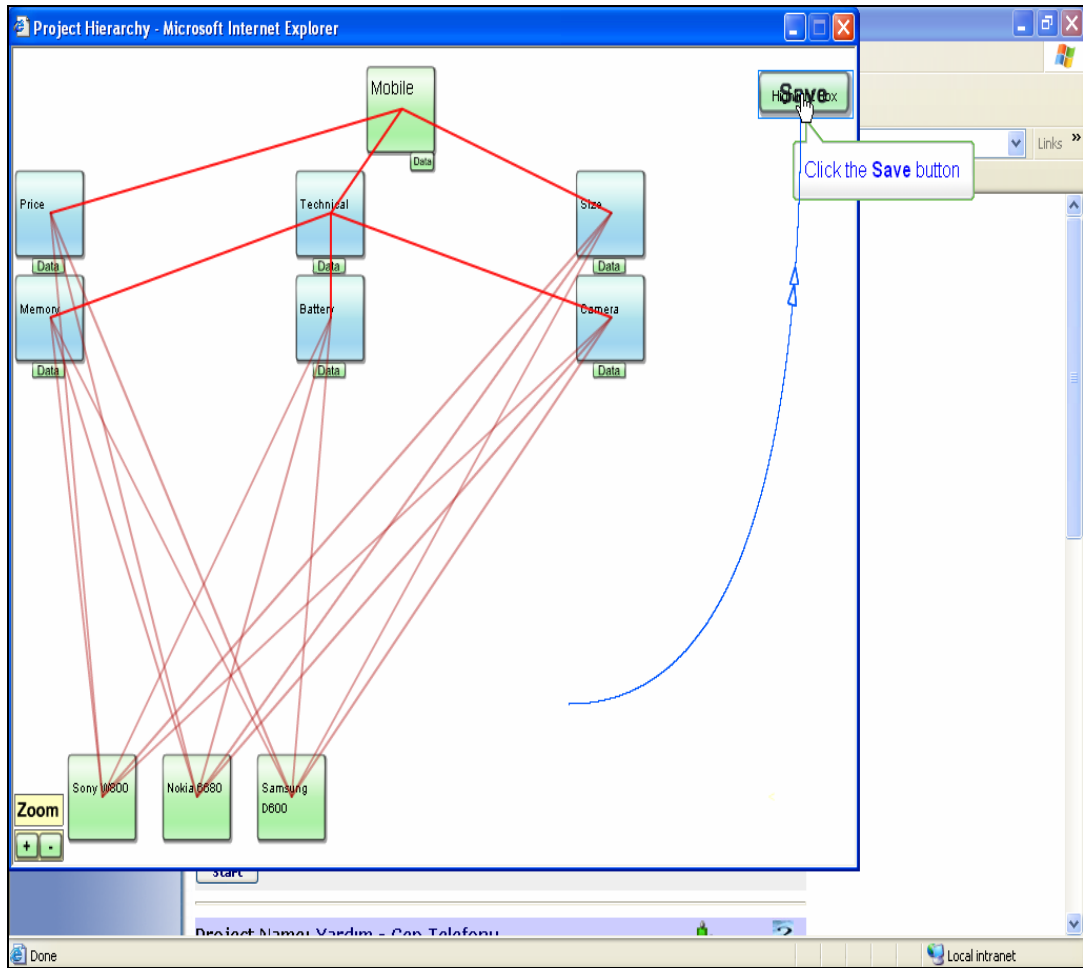 Project Hierarchy - Microsoft Internet Explorer
Mobile
Data
Save
Highlight Box
Click the Save button
Links »
Price
Technical
Size
Data
Data
Data
Memory
Battery
Camera
Data
Data
Data
Sony W800
Nokia 6680
Samsung
D600
Zoom
+ -
Start
Project Name: Yardım - Cep Telefonu
Done
Local intranet